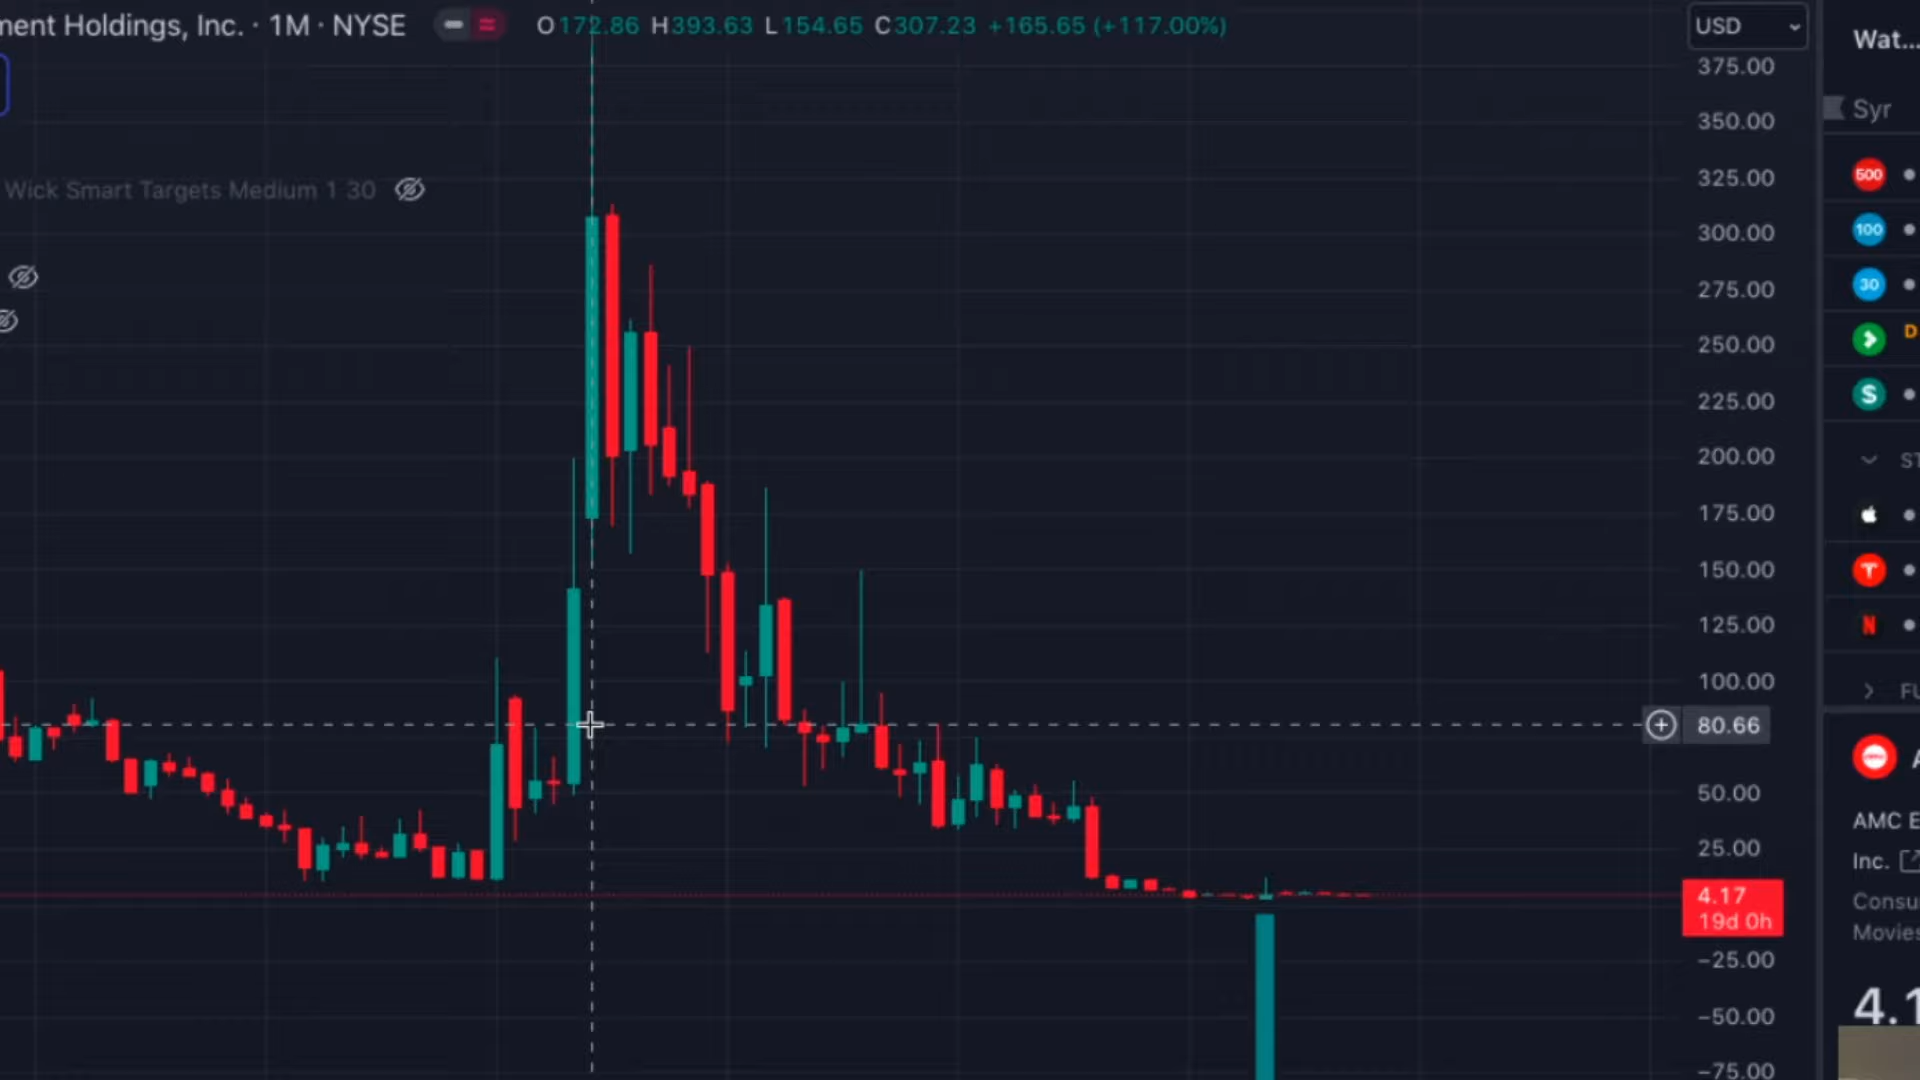 ment Holdings, Inc. · 1M · NYSE O172.86 H393.63 L154.65 C307.23 +165.65 (+117.00%)
USD
Wat...
375.00
Syr
350.00
500
Wick Smart Targets Medium 1 30
325.00
100
300.00
30
275.00
D
250.00
S
225.00
ST
200.00
175.00
150.00
N
125.00
FU
100.00
80.66
A
50.00
AMC E
25.00
Inc.
4.17
Consu
19d 0h
Movies
−25.00
4.1
−50.00
−75.00